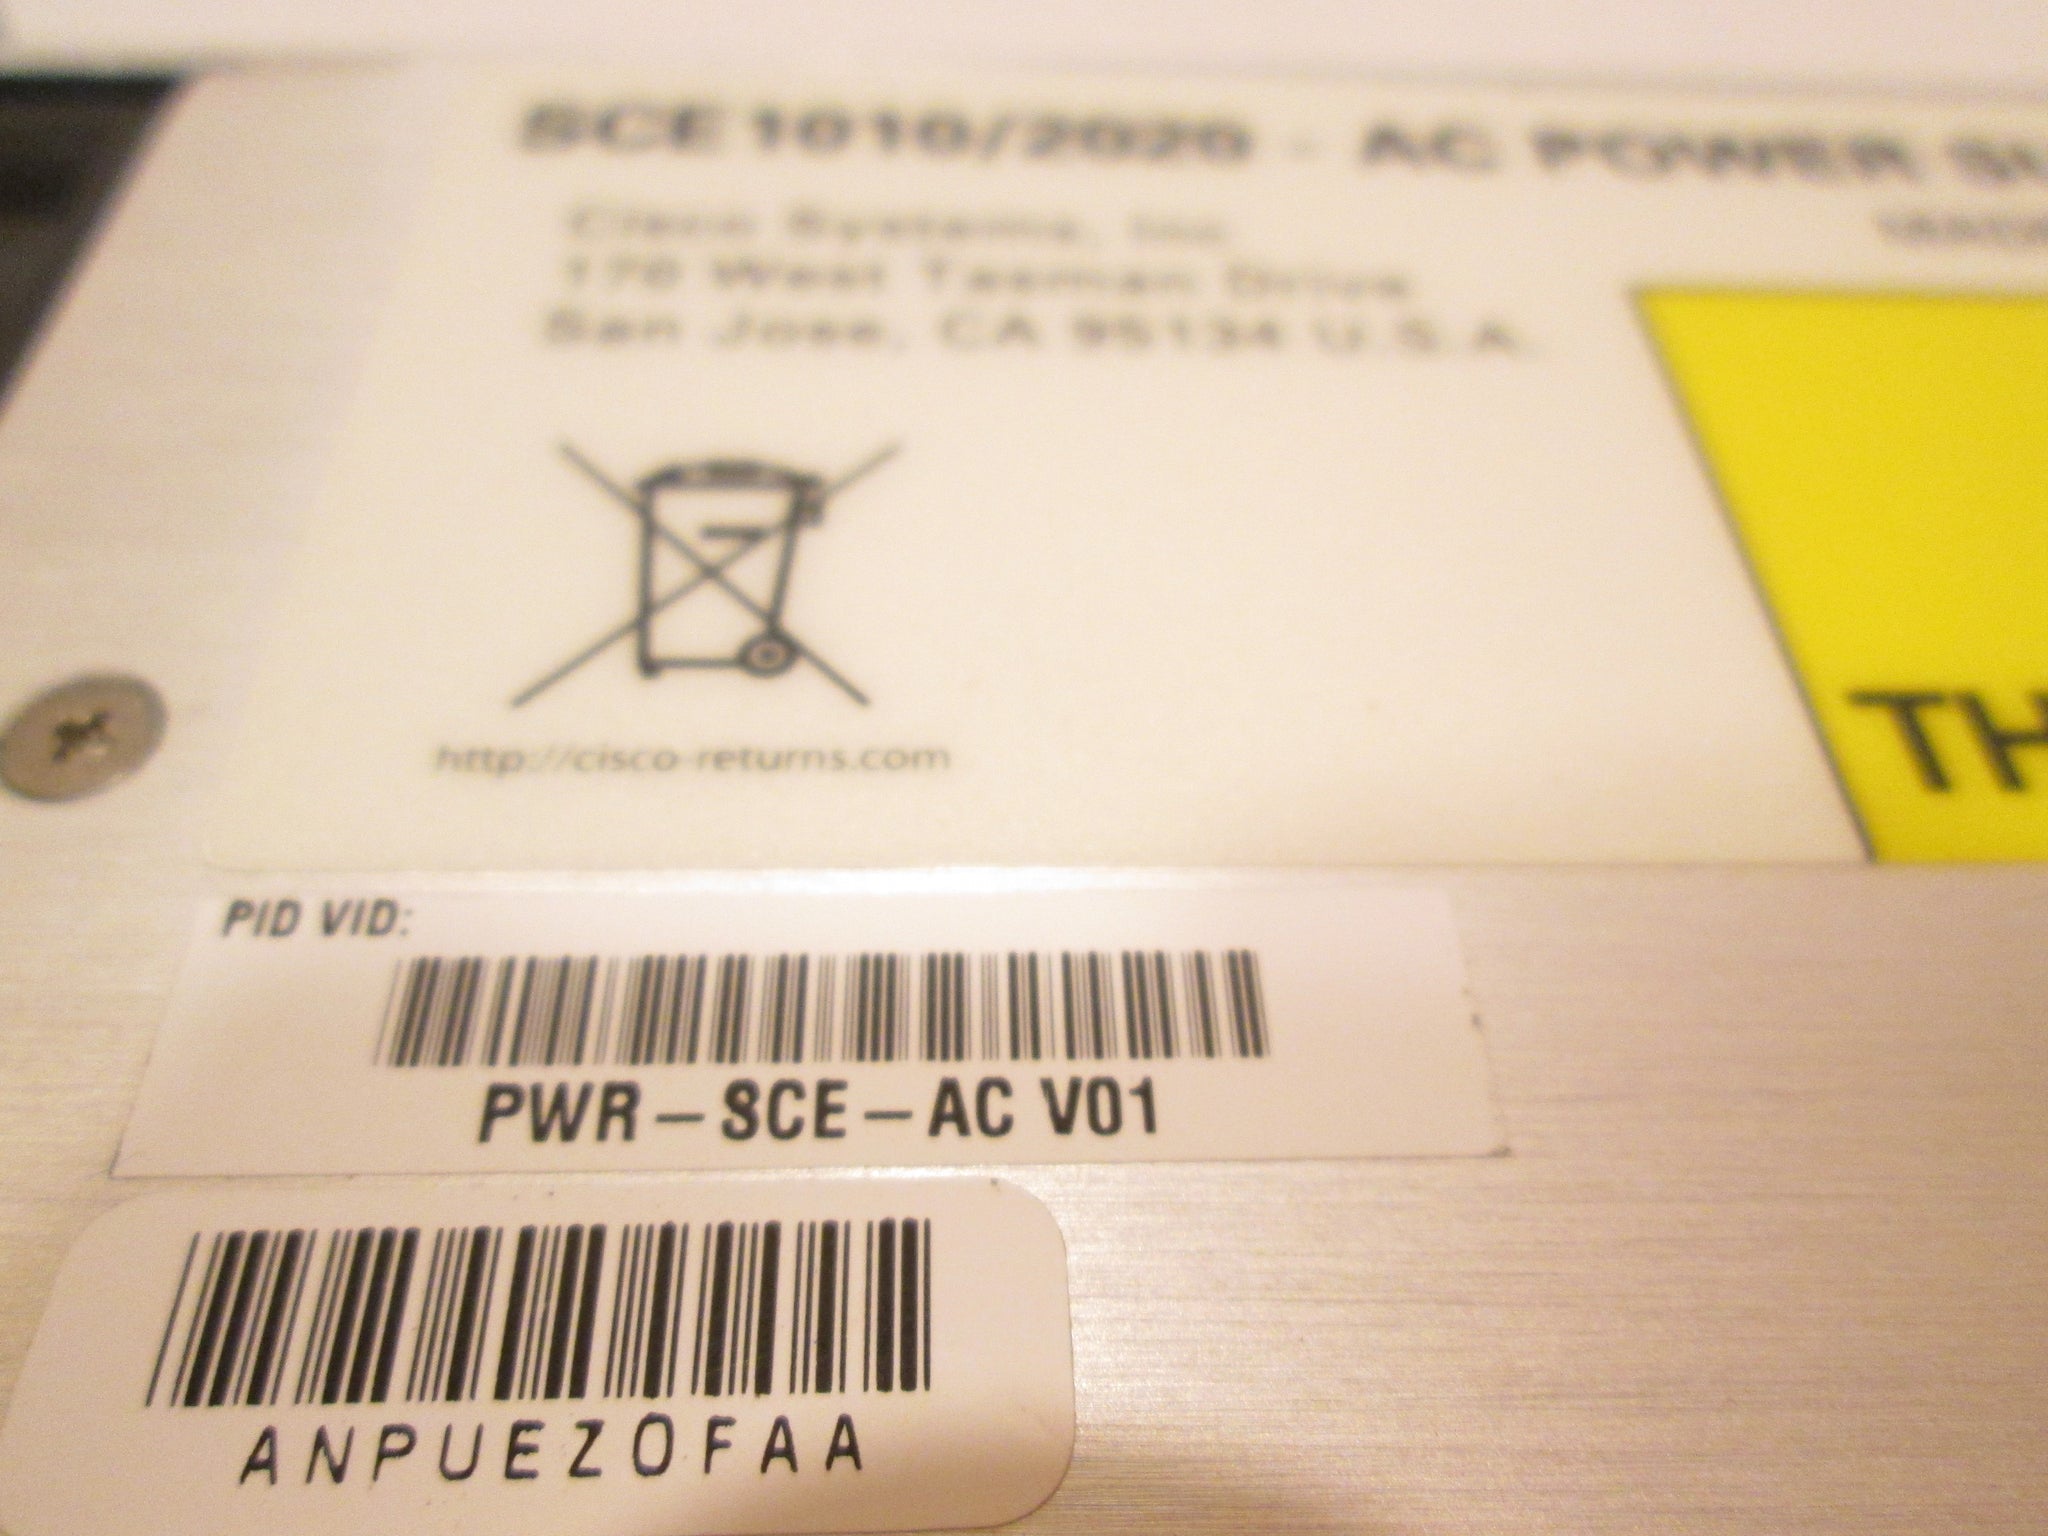 SCE1010/2020 - AC POWER
Cisco Systems, Inc
170 West Tasman Drive
San Jose, CA 95134 U.S.A.
http://cisco-returns.com
TH
PID VID:
PWR-SCE-AC V01
ANPUEZOFAA